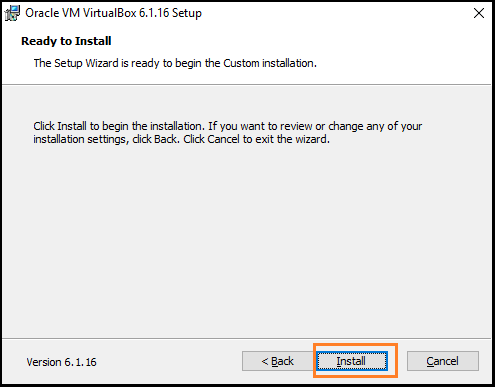 Oracle VM VirtualBox 6.1.16 Setup
Ready to Install
The Setup Wizard is ready to begin the Custom installation.
Click Install to begin the installation. If you want to review or change any of your
installation settings, click Back. Click Cancel to exit the wizard.
Version 6.1.16
< Back
Install
Cancel